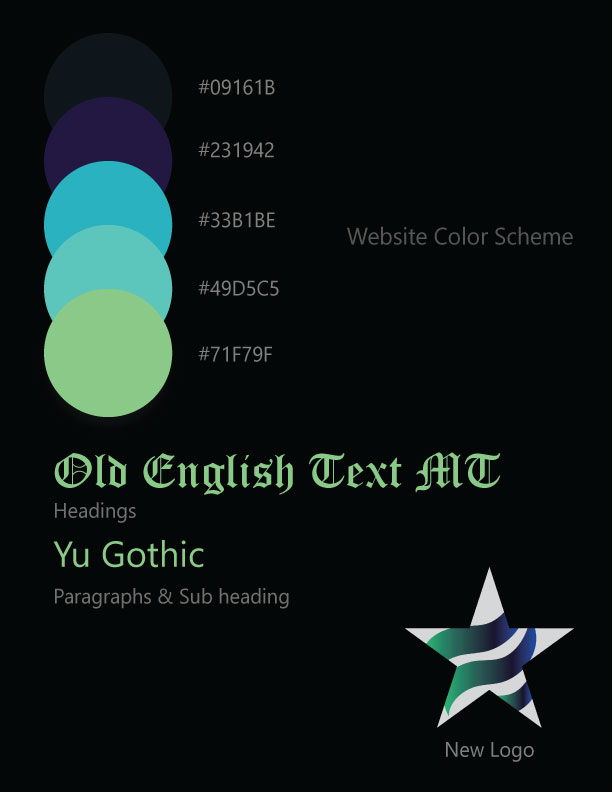 #09161B
#231942
#33B1BE
Website Color Scheme
#49D5C5
#71F79F
Old English Text MT
Headings
Yu Gothic
Paragraphs & Sub heading
New Logo